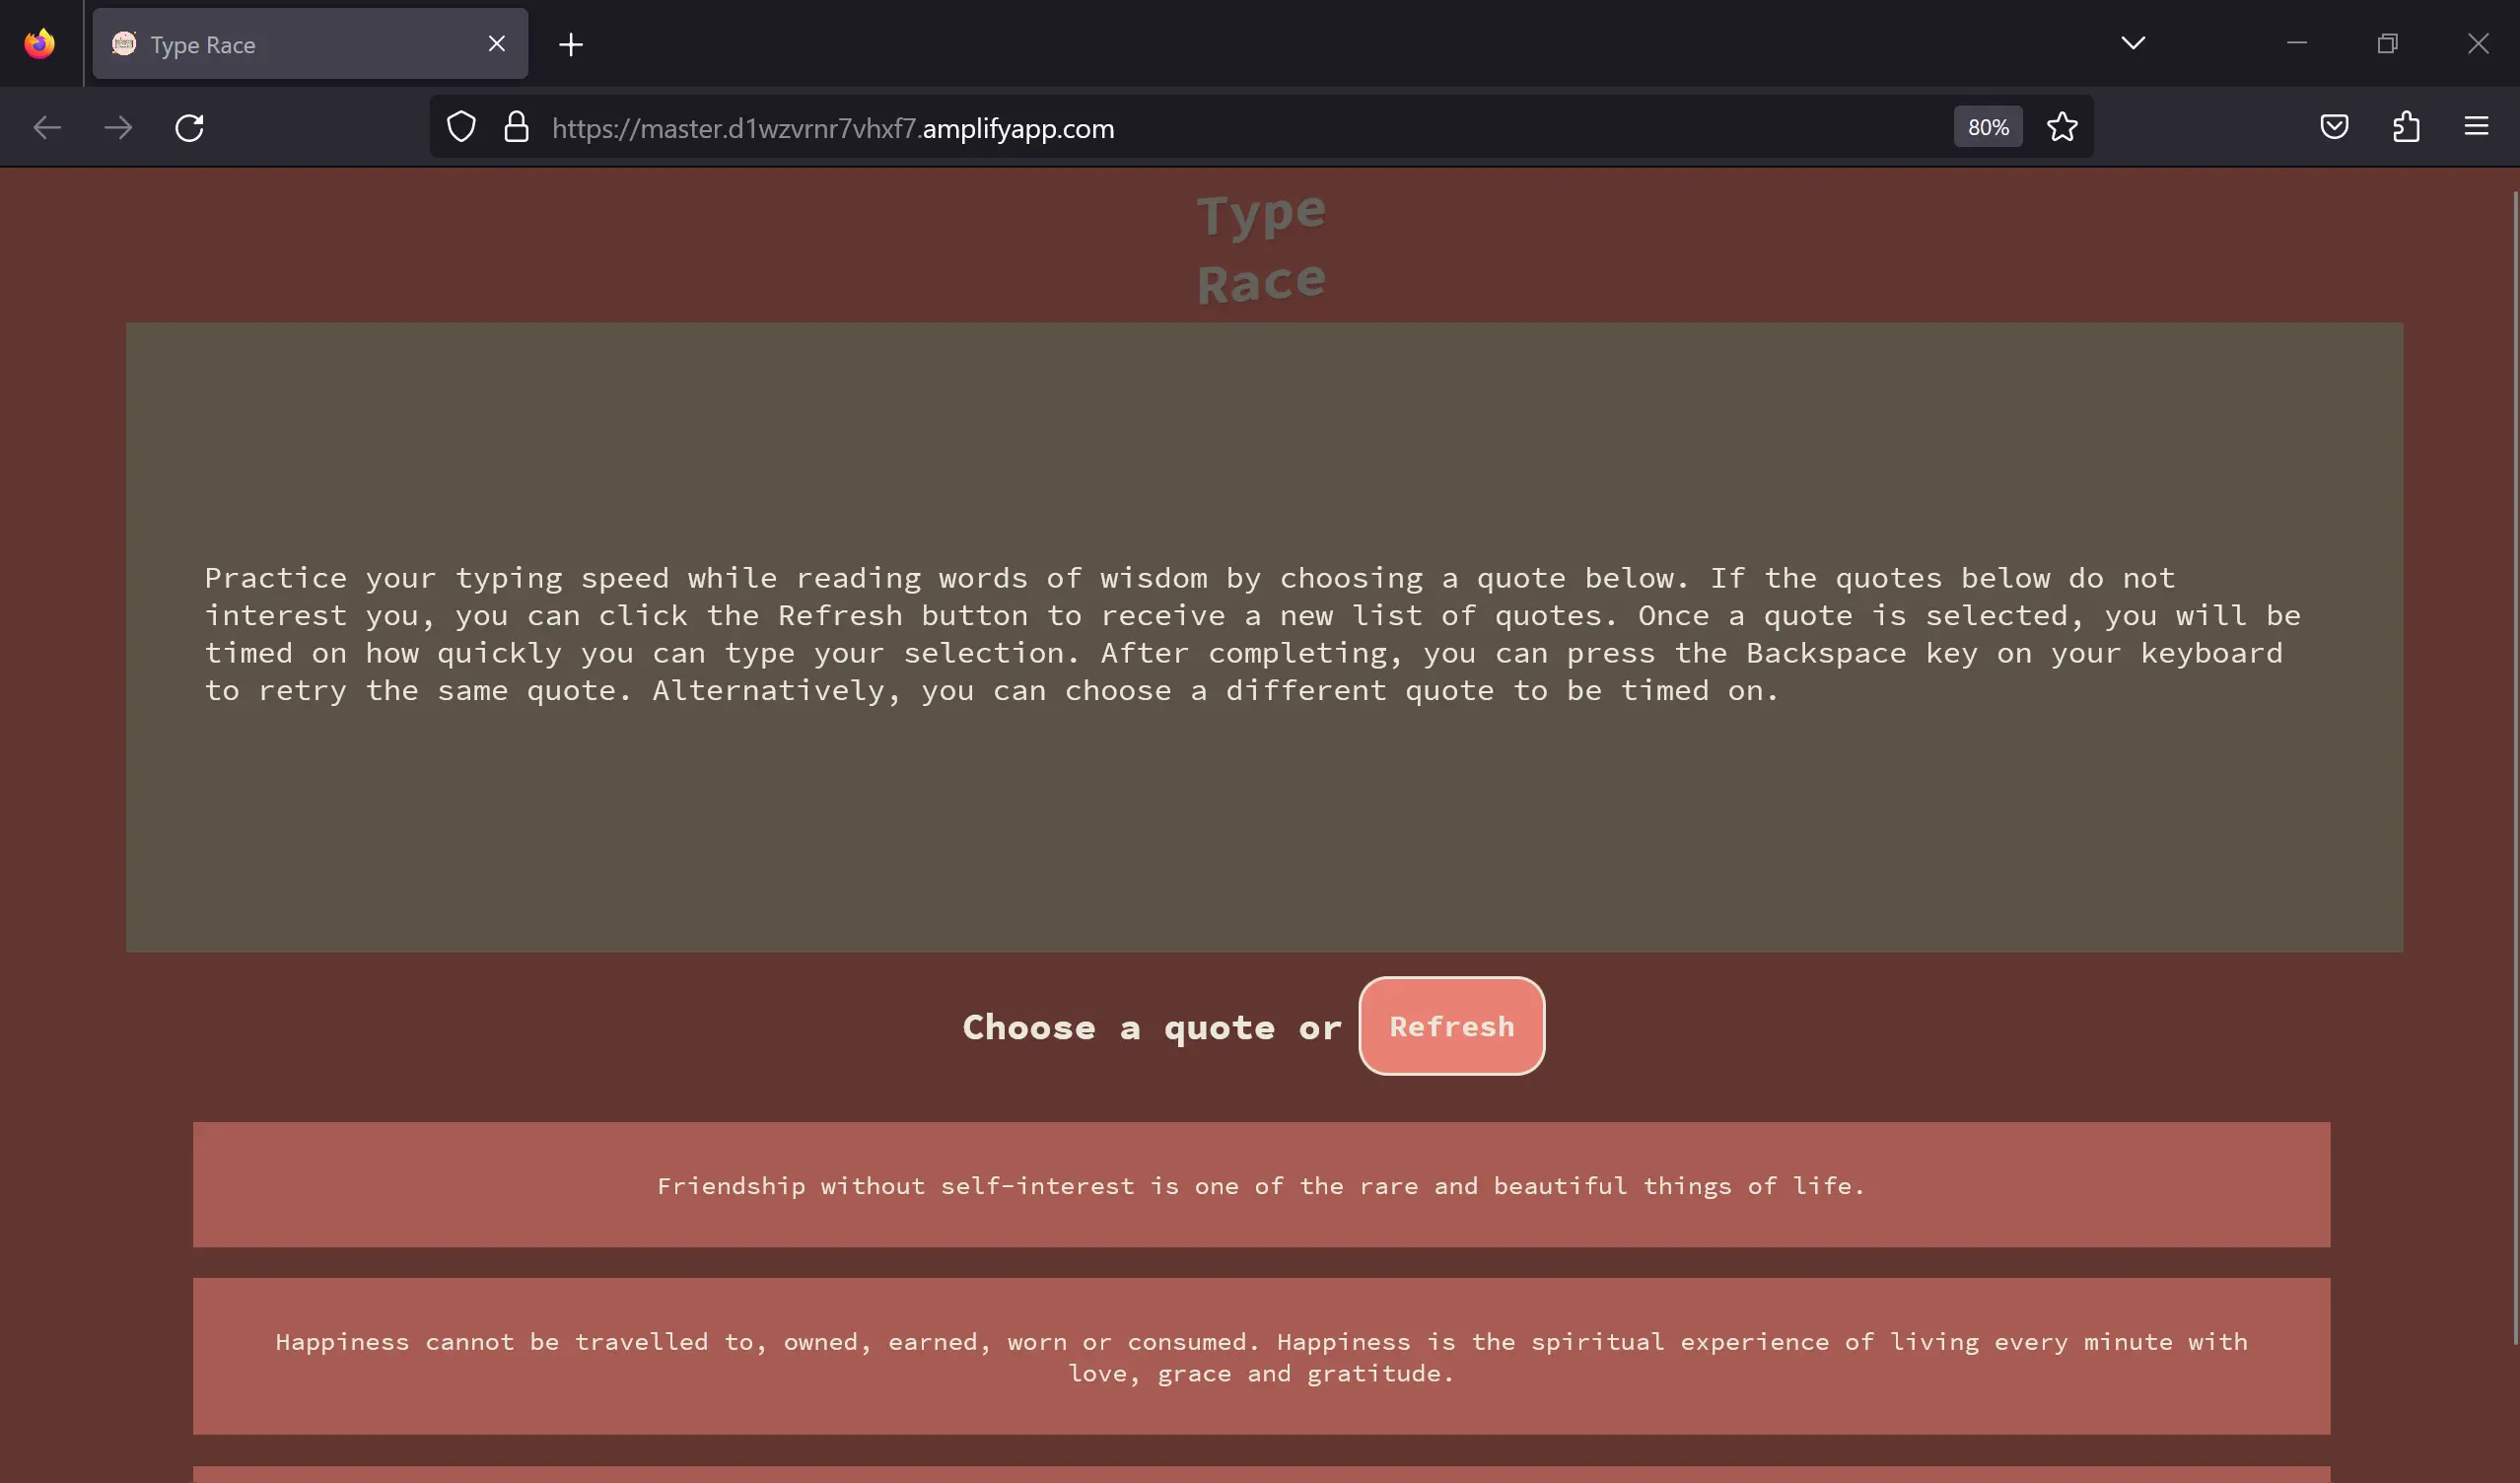 Type Race
https://master.d1wzvrnr7vhxf7.amplifyapp.com
80%
Type
Race
Practice your typing speed while reading words of wisdom by choosing a quote below. If the quotes below do not
interest you, you can click the Refresh button to receive a new list of quotes. Once a quote is selected, you will be
timed on how quickly you can type your selection. After completing, you can press the Backspace key on your keyboard
to retry the same quote. Alternatively, you can choose a different quote to be timed on.
Choose a quote or Refresh
Friendship without self-interest is one of the rare and beautiful things of life.
Happiness cannot be travelled to, owned, earned, worn or consumed. Happiness is the spiritual experience of living every minute with
love, grace and gratitude.